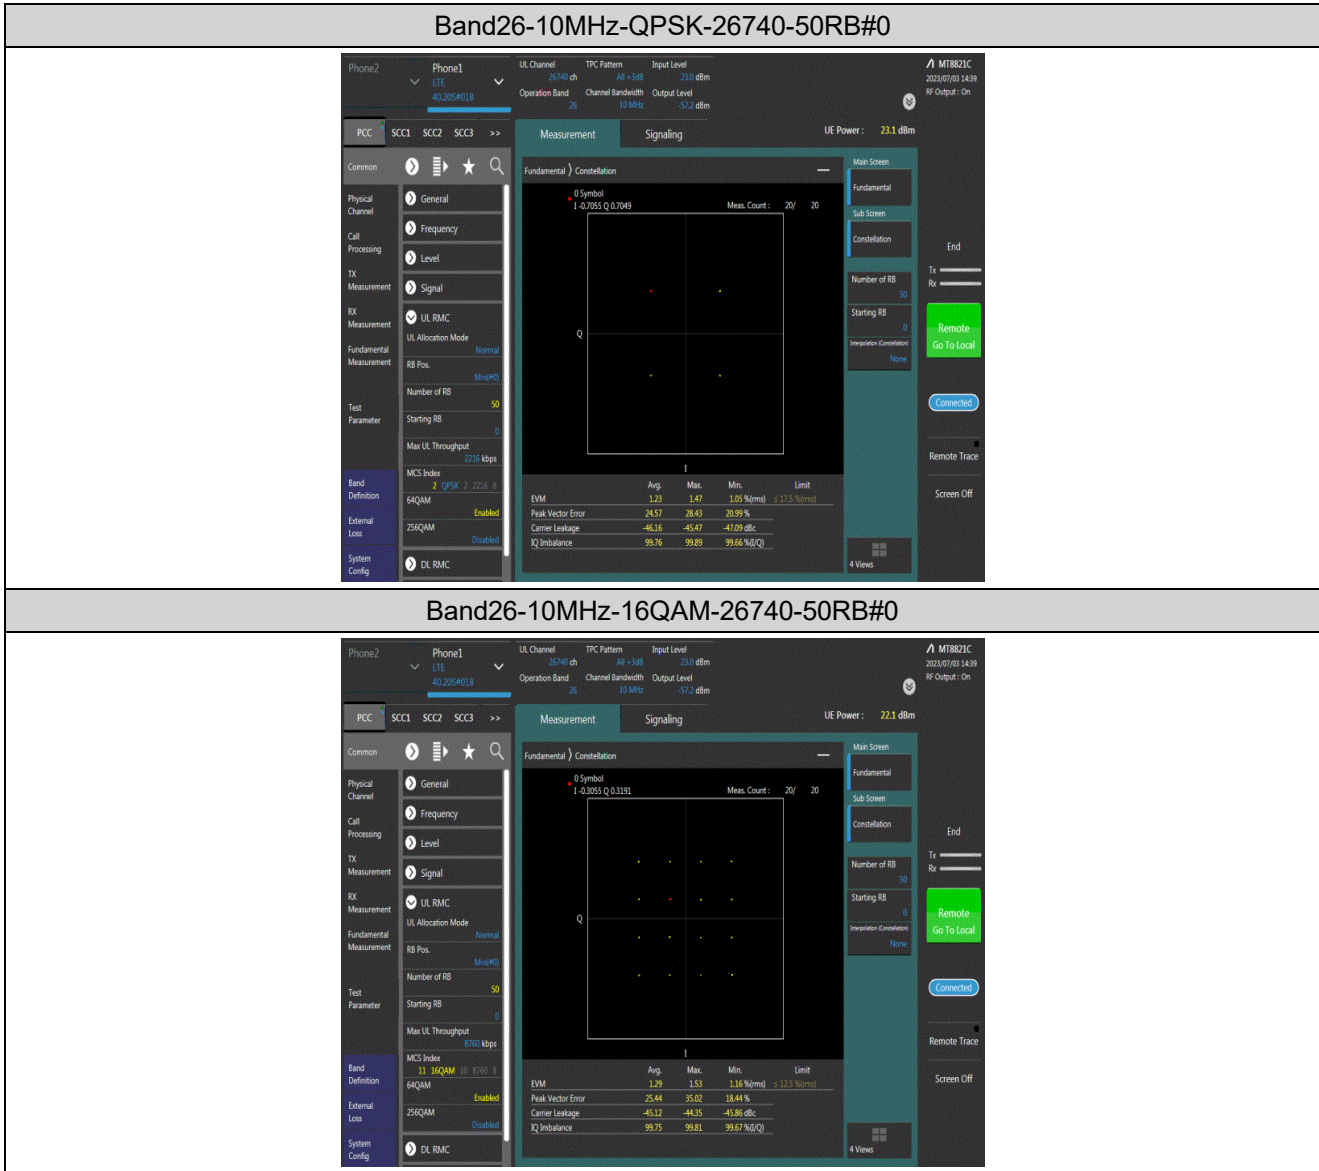 Band26-10MHz-QPSK-26740-50RB#0
Phone2
Phone1
LTE
40.20S#018
UL Channel
26740 ch
TPC Pattern
All +3dB
Input Level
23.0 dBm
Operation Band
26
Channel Bandwidth
10 MHz
Output Level
-57.2 dBm
MT8821C
2023/07/03 14:39
RF Output : On
PCC SCC1 SCC2 SCC3 >>
Measurement
Signaling
UE Power : 23.1 dBm
Common
Physical
Channel
Call
Processing
TX
Measurement
RX
Measurement
Fundamental
Measurement
Test
Parameter
Band
Definition
External
Loss
System
Config
General
Frequency
Level
Signal
UL RMC
UL Allocation Mode
Normal
RB Pos.
Min(#0)
Number of RB
50
Starting RB
0
Max UL Throughput
2216 kbps
MCS Index
2 QPSK 2 2216 8
64QAM
Enabled
256QAM
Disabled
DL RMC
Fundamental Constellation
0 Symbol
I -0.7055 Q 0.7049
Meas. Count : 20/ 20
Q
I
Avg. Max. Min. Limit
EVM 1.23 1.47 1.05 %(rms) ≤ 17.5 %(rms)
Peak Vector Error 24.57 28.43 20.99 %
Carrier Leakage -46.16 -45.47 -47.09 dBc
IQ Imbalance 99.76 99.89 99.66 %(I/Q)
Main Screen
Fundamental
Sub Screen
Constellation
Number of RB
50
Starting RB
0
Interpolation (Constellation)
None
4 Views
End
Tx
Rx
Remote
Go To Local
Connected
Remote Trace
Screen Off
Band26-10MHz-16QAM-26740-50RB#0
Phone2
Phone1
LTE
40.20S#018
UL Channel
26740 ch
TPC Pattern
All +3dB
Input Level
23.0 dBm
Operation Band
26
Channel Bandwidth
10 MHz
Output Level
-57.2 dBm
MT8821C
2023/07/03 14:39
RF Output : On
PCC SCC1 SCC2 SCC3 >>
Measurement
Signaling
UE Power : 22.1 dBm
Common
Physical
Channel
Call
Processing
TX
Measurement
RX
Measurement
Fundamental
Measurement
Test
Parameter
Band
Definition
External
Loss
System
Config
General
Frequency
Level
Signal
UL RMC
UL Allocation Mode
Normal
RB Pos.
Min(#0)
Number of RB
50
Starting RB
0
Max UL Throughput
8760 kbps
MCS Index
11 16QAM 10 8760 8
64QAM
Enabled
256QAM
Disabled
DL RMC
Fundamental Constellation
0 Symbol
I -0.3055 Q 0.3191
Meas. Count : 20/ 20
Q
I
Avg. Max. Min. Limit
EVM 1.29 1.53 1.16 %(rms) ≤ 12.5 %(rms)
Peak Vector Error 25.44 35.02 18.44 %
Carrier Leakage -45.12 -44.35 -45.86 dBc
IQ Imbalance 99.75 99.81 99.67 %(I/Q)
Main Screen
Fundamental
Sub Screen
Constellation
Number of RB
50
Starting RB
0
Interpolation (Constellation)
None
4 Views
End
Tx
Rx
Remote
Go To Local
Connected
Remote Trace
Screen Off